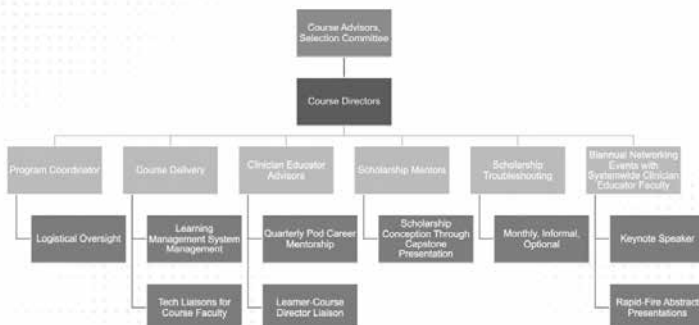 Course Advisors,
Selection Committee
Course Directors
Program Coordinator
Course Delivery
Clinician Educator
Advisors
Scholarship Mentors
Scholarship
Troubleshooting
Biannual Networking
Events with
Systemwide Clinician
Educator Faculty
Logistical Oversight
Learning
Management System
Management
Quarterly Pod Career
Mentorship
Scholarship
Conception Through
Capstone
Presentation
Monthly, Informal,
Optional
Keynote Speaker
Tech Liaisons for
Course Faculty
Learner-Course
Director Liaison
Rapid-Fire Abstract
Presentations